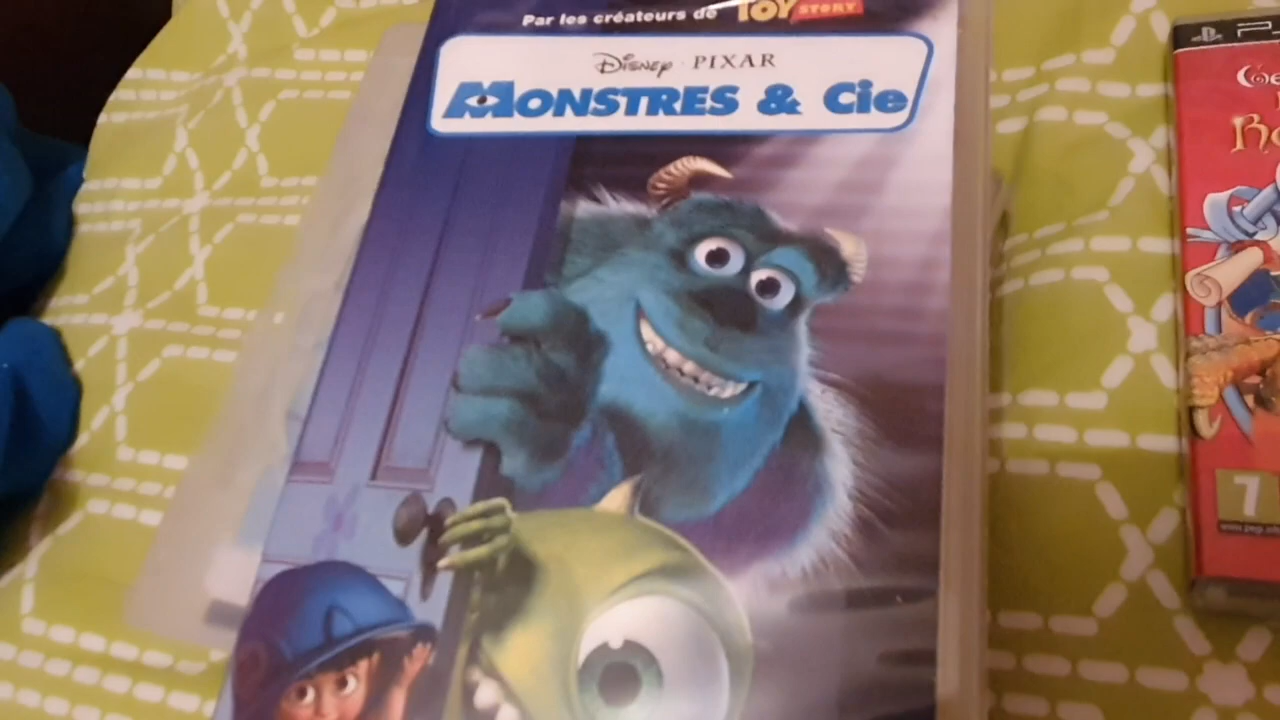 Par les créateurs de TOY STORY
Disney · PIXAR
MONSTRES & Cie
7